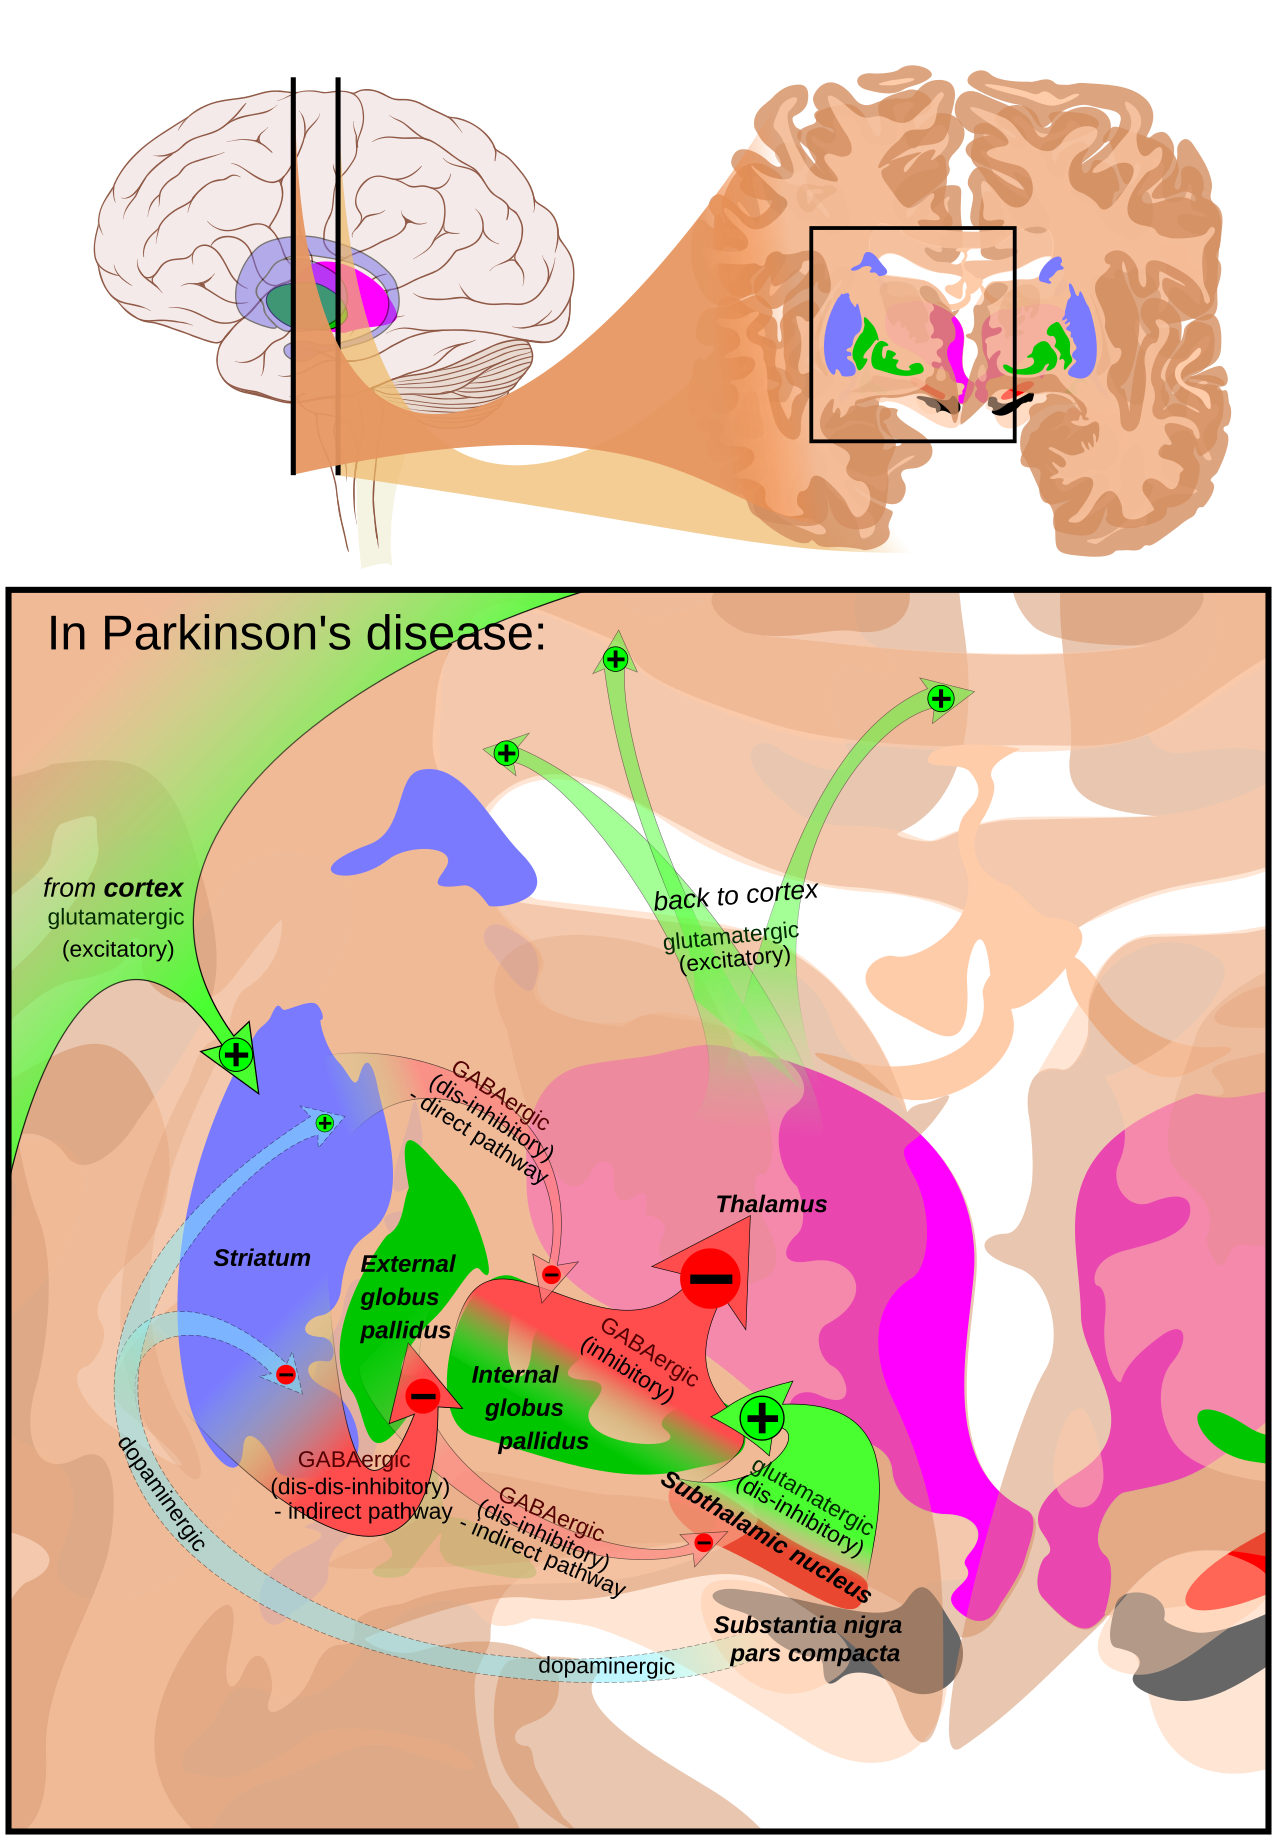 In Parkinson's disease:
from cortex
glutamatergic
(excitatory)
back to cortex
glutamatergic
(excitatory)
GABAergic
(dis-inhibitory)
- direct pathway
Thalamus
Striatum
External
globus
pallidus
GABAergic
(inhibitory)
Internal
globus
pallidus
GABAergic
(dis-dis-inhibitory)
- indirect pathway
GABAergic
(dis-inhibitory)
- indirect pathway
glutamatergic
(dis-inhibitory)
Subthalamic nucleus
dopaminergic
Substantia nigra
pars compacta
dopaminergic